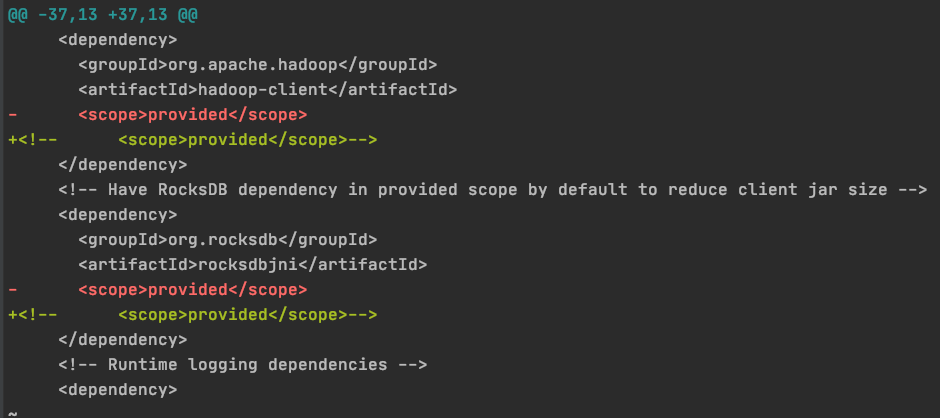 @@ -37,13 +37,13 @@
     <dependency>
       <groupId>org.apache.hadoop</groupId>
       <artifactId>hadoop-client</artifactId>
-      <scope>provided</scope>
+<!--      <scope>provided</scope>-->
     </dependency>
     <!-- Have RocksDB dependency in provided scope by default to reduce client jar size -->
     <dependency>
       <groupId>org.rocksdb</groupId>
       <artifactId>rocksdbjni</artifactId>
-      <scope>provided</scope>
+<!--      <scope>provided</scope>-->
     </dependency>
     <!-- Runtime logging dependencies -->
     <dependency>
~